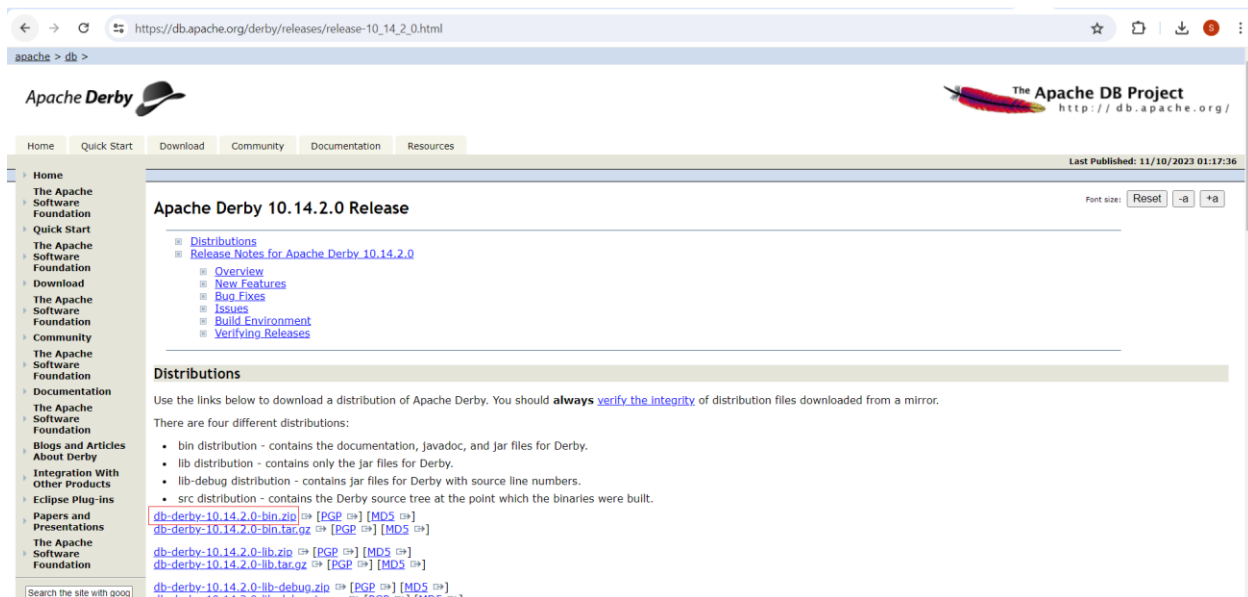 https://db.apache.org/derby/releases/release-10_14_2_0.html
S
apache > db >
Apache Derby
The Apache DB Project
http://db.apache.org/
Home Quick Start Download Community Documentation Resources
Last Published: 11/10/2023 01:17:36
Home
The Apache
Software
Foundation
Quick Start
The Apache
Software
Foundation
Download
The Apache
Software
Foundation
Community
The Apache
Software
Foundation
Documentation
The Apache
Software
Foundation
Blogs and Articles
About Derby
Integration With
Other Products
Eclipse Plug-ins
Papers and
Presentations
The Apache
Software
Foundation
Search the site with goog
Font size: Reset -a +a
Apache Derby 10.14.2.0 Release
Distributions
Release Notes for Apache Derby 10.14.2.0
Overview
New Features
Bug Fixes
Issues
Build Environment
Verifying Releases
Distributions
Use the links below to download a distribution of Apache Derby. You should always verify the integrity of distribution files downloaded from a mirror.
There are four different distributions:
• bin distribution - contains the documentation, javadoc, and jar files for Derby.
• lib distribution - contains only the jar files for Derby.
• lib-debug distribution - contains jar files for Derby with source line numbers.
• src distribution - contains the Derby source tree at the point which the binaries were built.
db-derby-10.14.2.0-bin.zip [PGP] [MD5]
db-derby-10.14.2.0-bin.tar.gz [PGP] [MD5]
db-derby-10.14.2.0-lib.zip [PGP] [MD5]
db-derby-10.14.2.0-lib.tar.gz [PGP] [MD5]
db-derby-10.14.2.0-lib-debug.zip [PGP] [MD5]